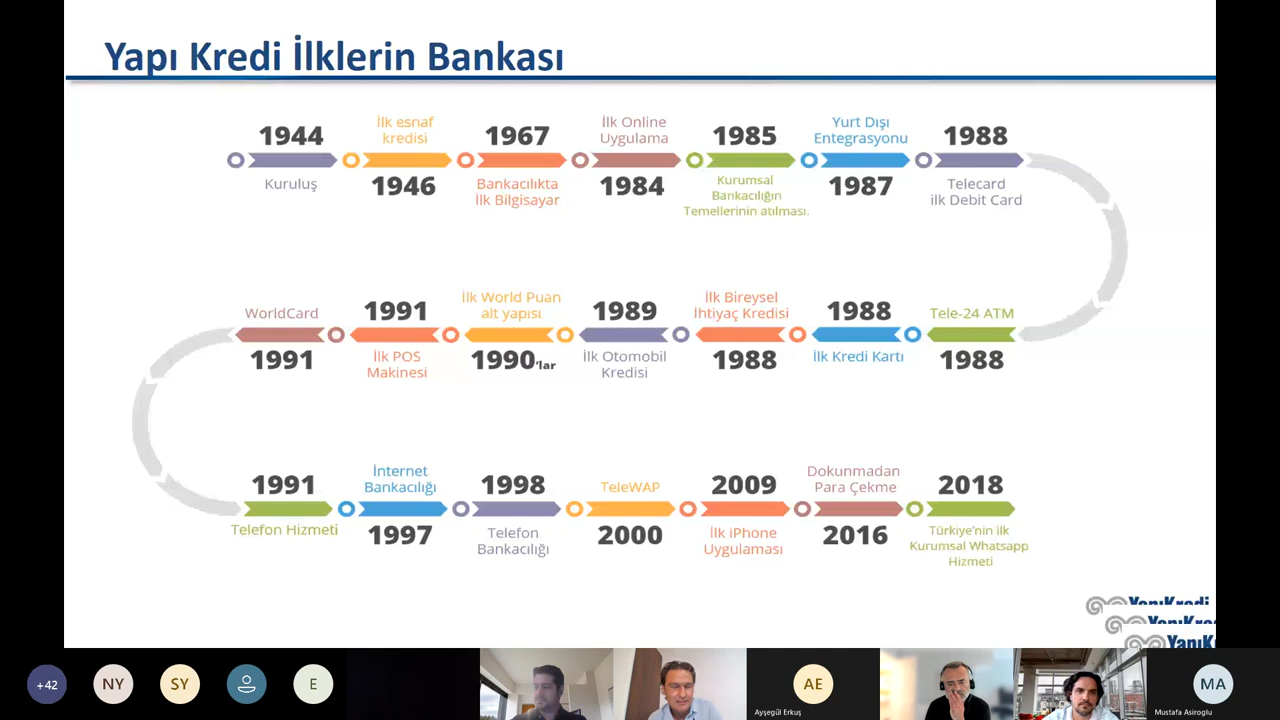 Yapı Kredi İlklerin Bankası
1944
Kuruluş
İlk esnaf
kredisi
1946
1967
Bankacılıkta
İlk Bilgisayar
İlk Online
Uygulama
1984
1985
Kurumsal
Bankacılığın
Temellerinin atılması.
Yurt Dışı
Entegrasyonu
1987
1988
Telecard
ilk Debit Card
Tele-24 ATM
1988
1988
İlk Kredi Kartı
İlk Bireysel
İhtiyaç Kredisi
1988
1989
İlk Otomobil
Kredisi
İlk World Puan
alt yapısı
1990'lar
1991
İlk POS
Makinesi
WorldCard
1991
1991
Telefon Hizmeti
İnternet
Bankacılığı
1997
1998
Telefon
Bankacılığı
TeleWAP
2000
2009
İlk iPhone
Uygulaması
Dokunmadan
Para Çekme
2016
2018
Türkiye'nin ilk
Kurumsal Whatsapp
Hizmeti
YapıKredi
YapıKred
YapıK
+42
NY
SY
E
AE
Ayşegül Erkuş
MA
Mustafa Asiroglu